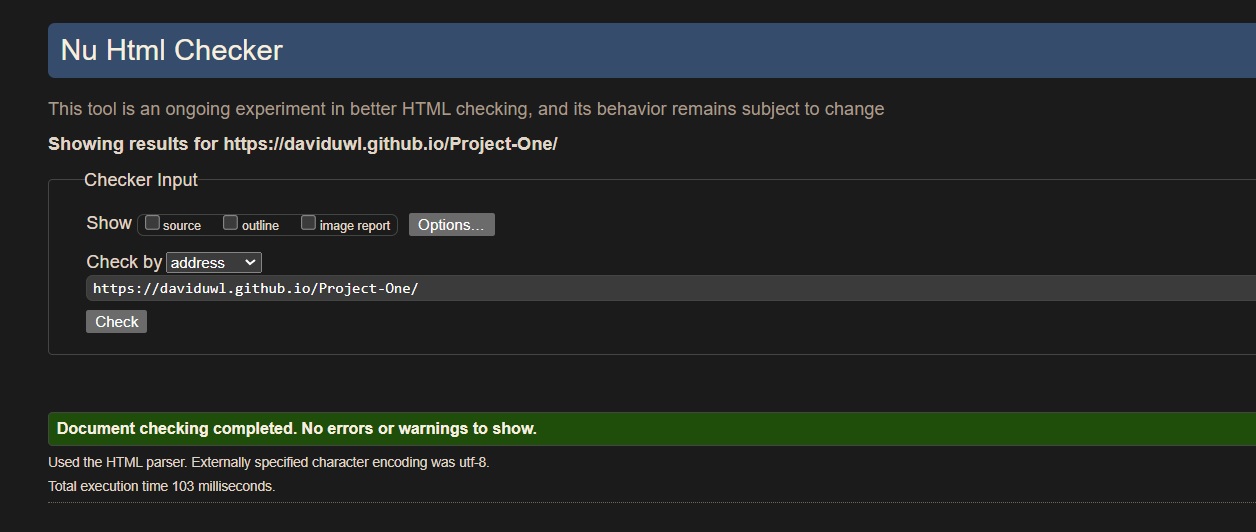 Nu Html Checker
This tool is an ongoing experiment in better HTML checking, and its behavior remains subject to change
Showing results for https://daviduwl.github.io/Project-One/
Checker Input
Show source outline image report Options...
Check by address
https://daviduwl.github.io/Project-One/
Check
Document checking completed. No errors or warnings to show.
Used the HTML parser. Externally specified character encoding was utf-8.
Total execution time 103 milliseconds.